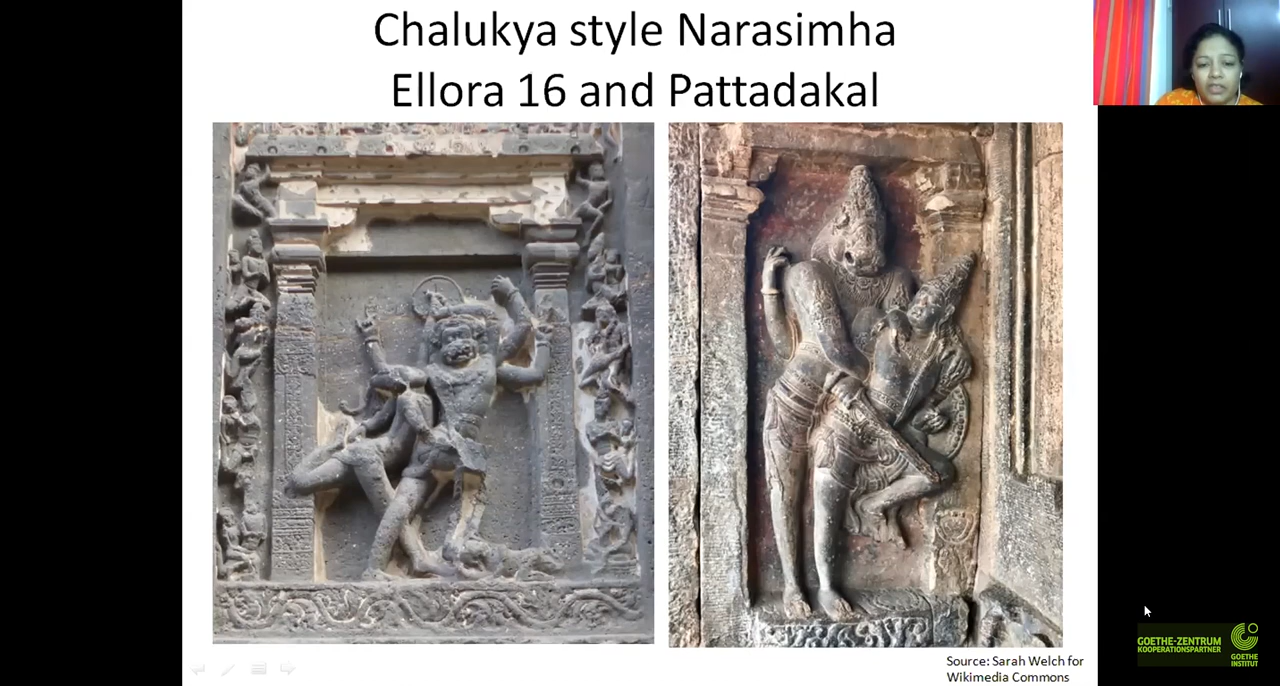 Chalukya style Narasimha
Ellora 16 and Pattadakal
Source: Sarah Welch for
Wikimedia Commons
GOETHE-ZENTRUM
KOOPERATIONSPARTNER
GOETHE
INSTITUT